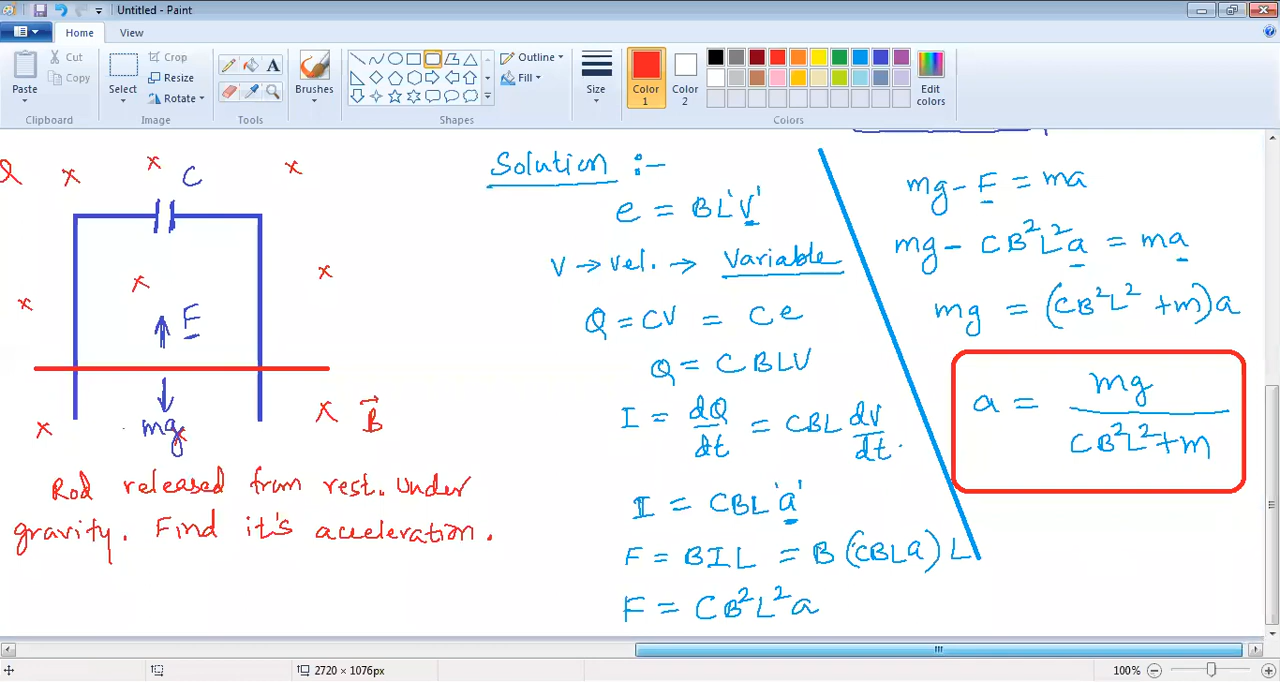 Untitled - Paint
Home View
Paste
Cut
Copy
Clipboard
Select
Crop
Resize
Rotate
Image
A
Tools
Brushes
Outline
Fill
Shapes
Size
Color 1
Color 2
Edit colors
Colors
x x x
C
x x
x
F
mg
x x x B⃗
Rod released from rest. Under
gravity. Find it's acceleration.
Solution :-
e = BL'V'
V → vel. → Variable
Q = CV = Ce
Q = CBLV
I = dQ/dt = CBL dV/dt.
I = CBL'a'
F = BIL = B(CBLa)L
F = CB²L²a
mg - F = ma
mg - CB²L²a = ma
mg = (CB²L² + m)a
a = mg/CB²L²+m
2720 × 1076px
100%